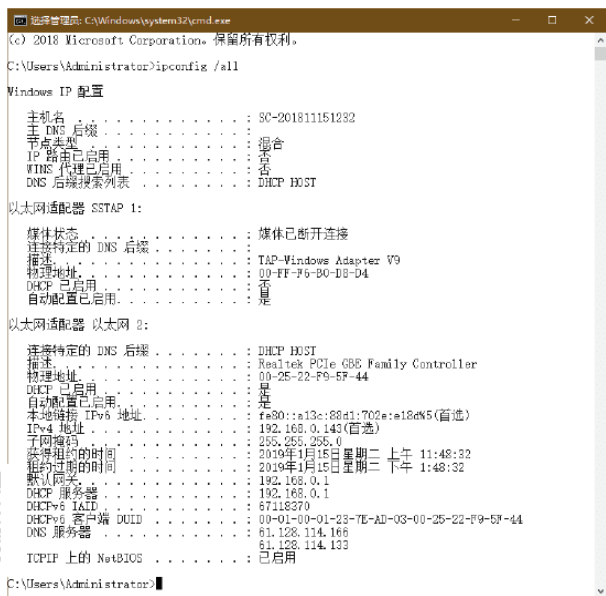 选择管理员: C:\Windows\system32\cmd.exe
(c) 2018 Microsoft Corporation。保留所有权利。
C:\Users\Administrator>ipconfig /all
Windows IP 配置
主机名 . . . . . . . . . . . . . : SC-201811151232
主 DNS 后缀 . . . . . . . . . . . :
节点类型 . . . . . . . . . . . . : 混合
IP 路由已启用 . . . . . . . . . . : 否
WINS 代理已启用 . . . . . . . . . : 否
DNS 后缀搜索列表 . . . . . . . . : DHCP HOST
以太网适配器 SSTAP 1:
媒体状态 . . . . . . . . . . . . : 媒体已断开连接
连接特定的 DNS 后缀 . . . . . . . :
描述. . . . . . . . . . . . . . . : TAP-Windows Adapter V9
物理地址. . . . . . . . . . . . . : 00-FF-F6-B0-D8-D4
DHCP 已启用 . . . . . . . . . . . : 否
自动配置已启用. . . . . . . . . . : 是
以太网适配器 以太网 2:
连接特定的 DNS 后缀 . . . . . . . : DHCP HOST
描述. . . . . . . . . . . . . . . : Realtek PCIe GBE Family Controller
物理地址. . . . . . . . . . . . . : 00-25-22-F9-5F-44
DHCP 已启用 . . . . . . . . . . . : 是
自动配置已启用. . . . . . . . . . : 是
本地链接 IPv6 地址. . . . . . . . : fe80::a13c:88d1:702e:e18d%5(首选)
IPv4 地址 . . . . . . . . . . . . : 192.168.0.143(首选)
子网掩码 . . . . . . . . . . . . : 255.255.255.0
获得租约的时间 . . . . . . . . . : 2019年1月15日星期二 上午 11:48:32
租约过期的时间 . . . . . . . . . : 2019年1月15日星期二 下午 1:48:32
默认网关. . . . . . . . . . . . . : 192.168.0.1
DHCP 服务器 . . . . . . . . . . . : 192.168.0.1
DHCPv6 IAID . . . . . . . . . . . : 67118370
DHCPv6 客户端 DUID . . . . . . . : 00-01-00-01-23-7E-AD-03-00-25-22-F9-5F-44
DNS 服务器 . . . . . . . . . . . : 61.128.114.166
61.128.114.133
TCPIP 上的 NetBIOS . . . . . . . : 已启用
C:\Users\Administrator>